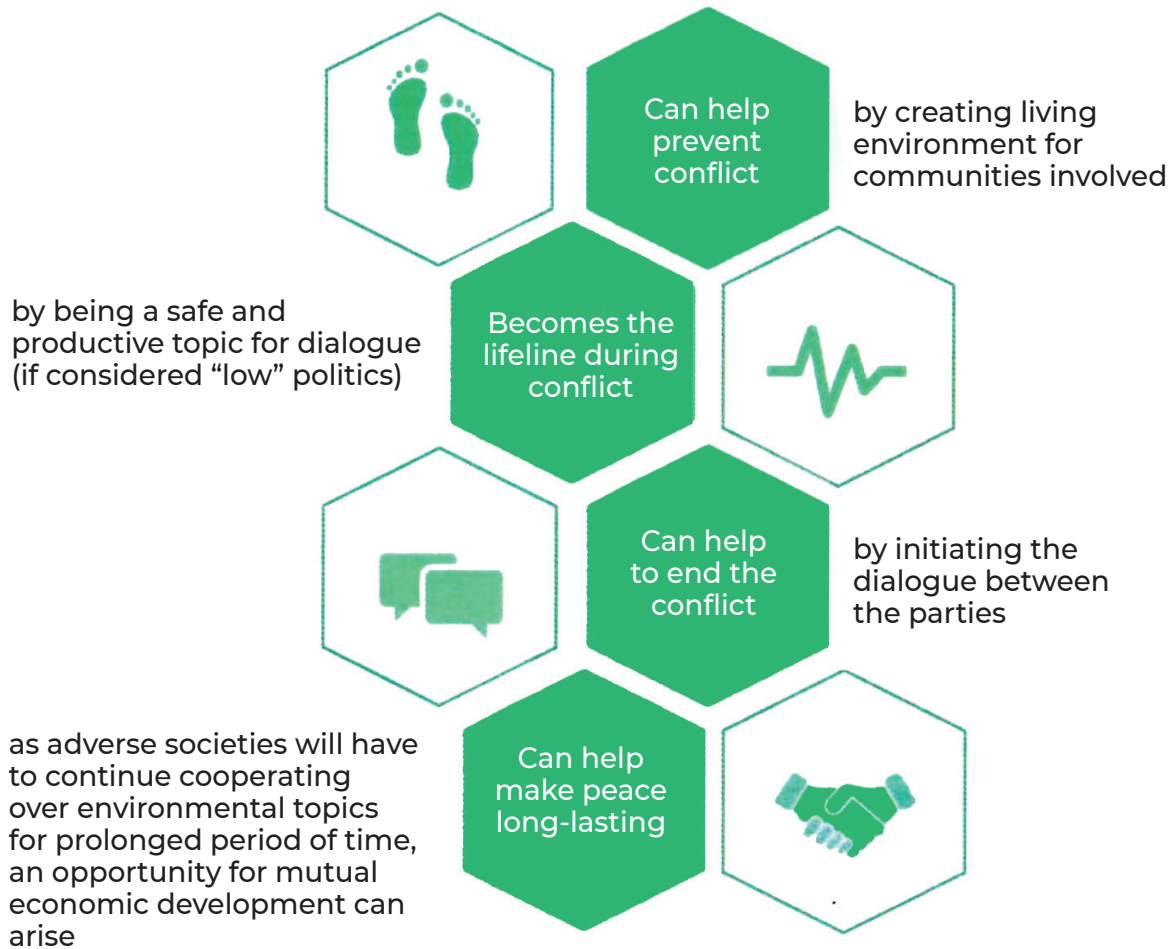 Can help
prevent
conflict
by creating living
environment for
communities involved
by being a safe and
productive topic for dialogue
(if considered “low” politics)
Becomes the
lifeline during
conflict
Can help
to end the
conflict
by initiating the
dialogue between
the parties
as adverse societies will have
to continue cooperating
over environmental topics
for prolonged period of time,
an opportunity for mutual
economic development can
arise
Can help
make peace
long-lasting